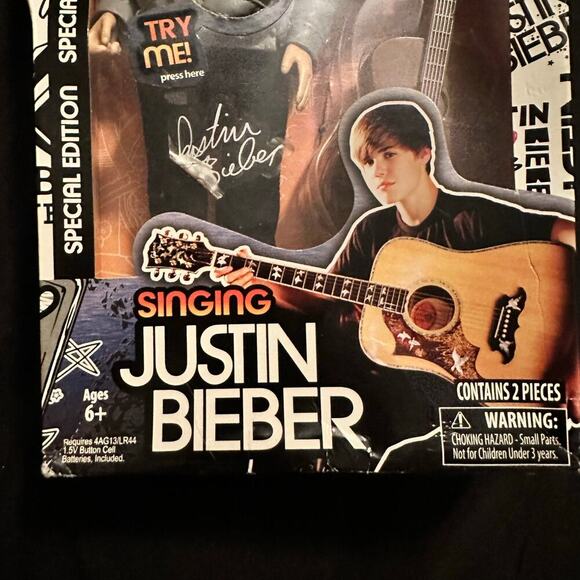 SPECIAL EDITION
SPECIAL
TRY
ME!
press here
Justin
Bieber
SINGING
JUSTIN
BIEBER
Ages
6+
Requires 4AG13/LR44
1.5V Button Cell
Batteries, Included.
CONTAINS 2 PIECES
WARNING:
CHOKING HAZARD - Small Parts.
Not for Children Under 3 years.